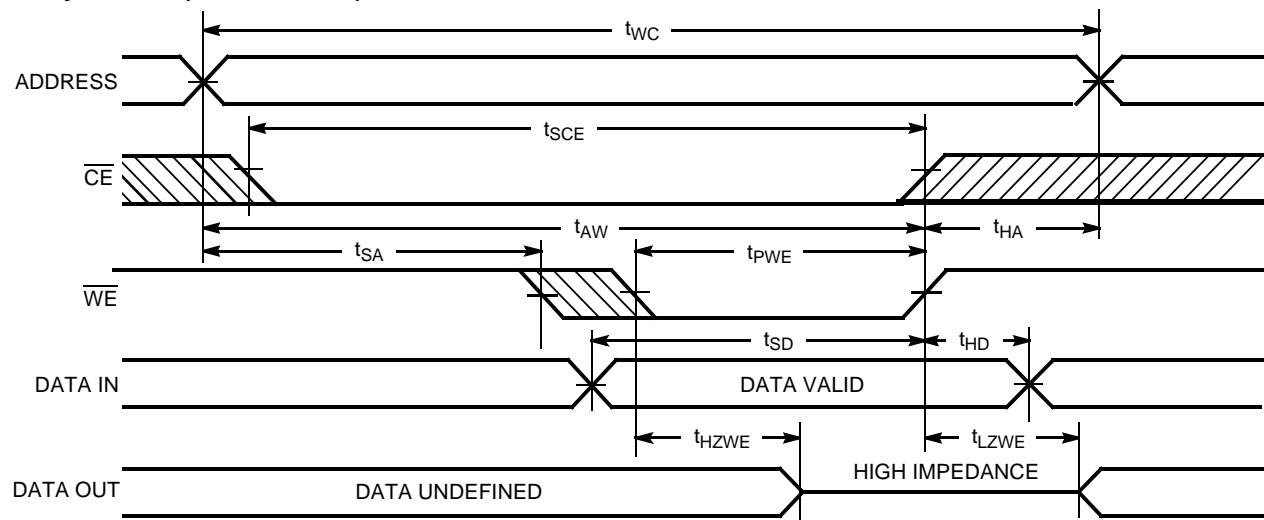 tWC
ADDRESS
tSCE
CE
tAW
tHA
tSA
tPWE
WE
tSD
tHD
DATA IN
DATA VALID
tHZWE
tLZWE
HIGH IMPEDANCE
DATA OUT
DATA UNDEFINED